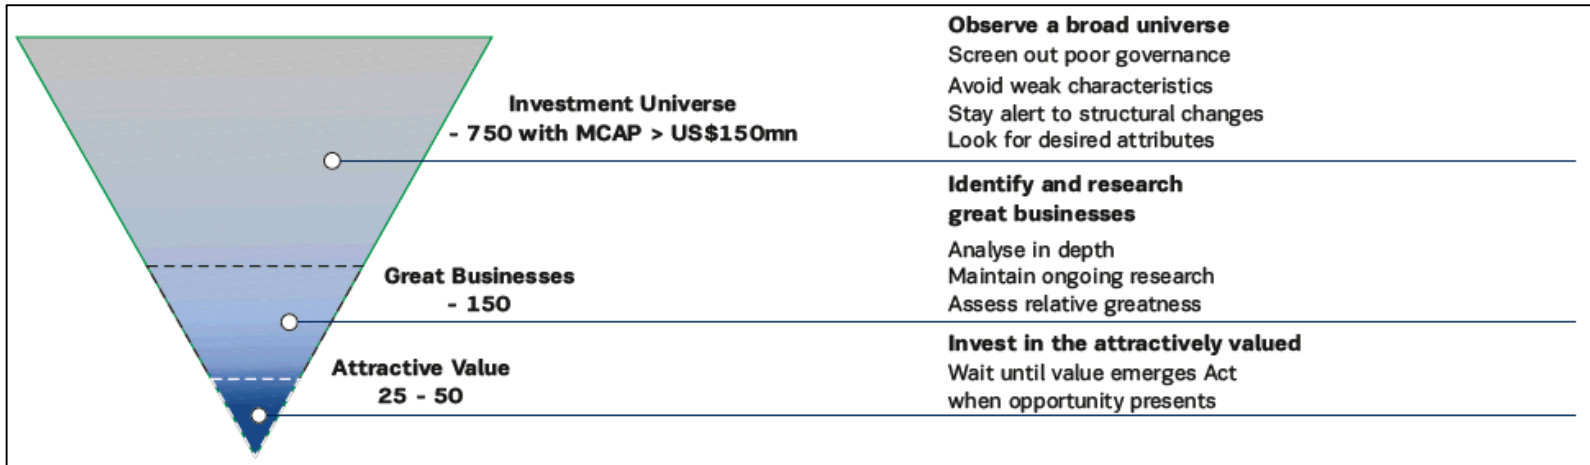 Observe a broad universe
Screen out poor governance
Avoid weak characteristics
Stay alert to structural changes
Look for desired attributes
Investment Universe
- 750 with MCAP > US$150mn
Identify and research
great businesses
Analyse in depth
Maintain ongoing research
Assess relative greatness
Great Businesses
- 150
Invest in the attractively valued
Wait until value emerges Act
when opportunity presents
Attractive Value
25 - 50